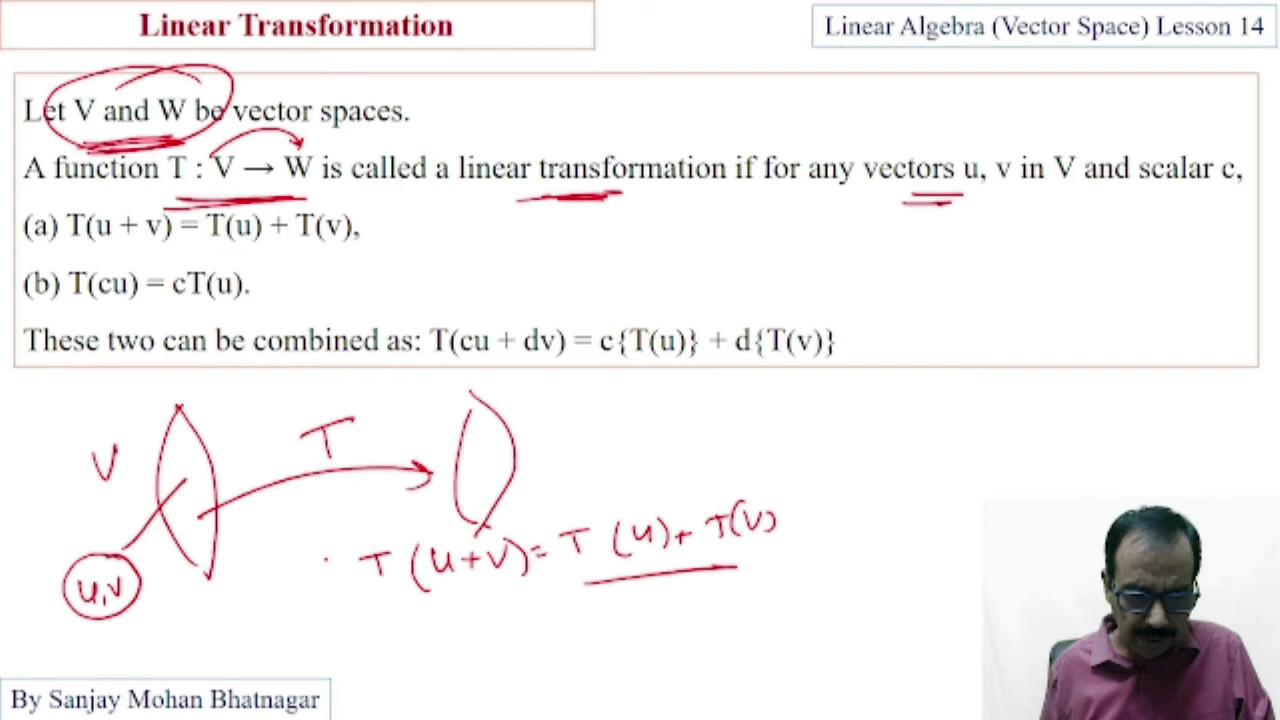 Linear Transformation
Linear Algebra (Vector Space) Lesson 14
Let V and W be vector spaces.
A function T : V → W is called a linear transformation if for any vectors u, v in V and scalar c,
(a) T(u + v) = T(u) + T(v),
(b) T(cu) = cT(u).
These two can be combined as: T(cu + dv) = c{T(u)} + d{T(v)}
V
T
T (u+v) = T (u) + T(v)
u,v
By Sanjay Mohan Bhatnagar